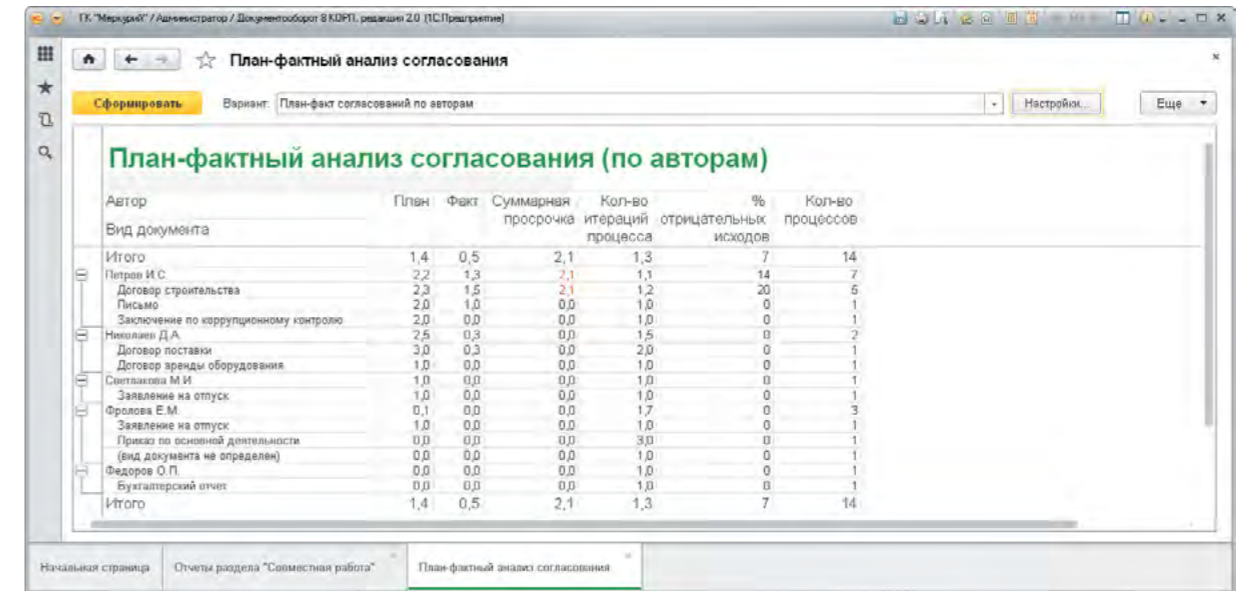 ГК "Меркурий" / Администратор / Документооборот 8 КОРП, редакция 2.0 (1С:Предприятие)
План-фактный анализ согласования
Сформировать Вариант: План-факт согласований по авторам Настройки... Еще
План-фактный анализ согласования (по авторам)
Автор План Факт Суммарная Кол-во % Кол-во
просрочка итераций отрицательных процессов
Вид документа
процесса исходов
Итого 1,4 0,5 2,1 1,3 7 14
Петров И.С. 2,2 1,3 2,1 1,1 14 7
Договор строительства 2,3 1,5 2,1 1,2 20 5
Письмо 2,0 1,0 0,0 1,0 0 1
Заключение по коррупционному контролю 2,0 0,0 0,0 1,0 0 1
Николаев Д.А. 2,5 0,3 0,0 1,5 0 2
Договор поставки 3,0 0,3 0,0 2,0 0 1
Договор аренды оборудования 1,0 0,0 0,0 1,0 0 1
Светлакова М.И. 1,0 0,0 0,0 1,0 0 1
Заявление на отпуск 1,0 0,0 0,0 1,0 0 1
Фролова Е.М. 0,1 0,0 0,0 1,7 0 3
Заявление на отпуск 1,0 0,0 0,0 1,0 0 1
Приказ по основной деятельности 0,0 0,0 0,0 3,0 0 1
(вид документа не определен) 0,0 0,0 0,0 1,0 0 1
Федоров О.П. 0,0 0,0 0,0 1,0 0 1
Бухгалтерский отчет 0,0 0,0 0,0 1,0 0 1
Итого 1,4 0,5 2,1 1,3 7 14
Начальная страница Отчеты раздела "Совместная работа" План-фактный анализ согласования